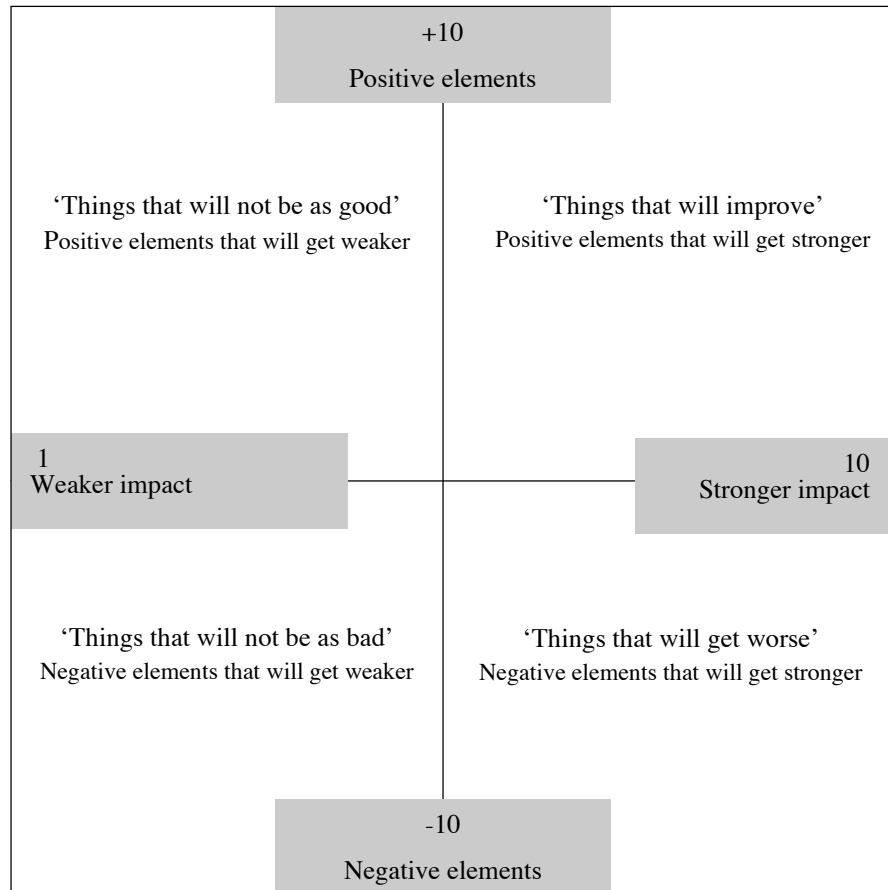 +10
Positive elements
‘Things that will not be as good’
Positive elements that will get weaker
‘Things that will improve’
Positive elements that will get stronger
1
Weaker impact
10
Stronger impact
‘Things that will not be as bad’
Negative elements that will get weaker
‘Things that will get worse’
Negative elements that will get stronger
-10
Negative elements